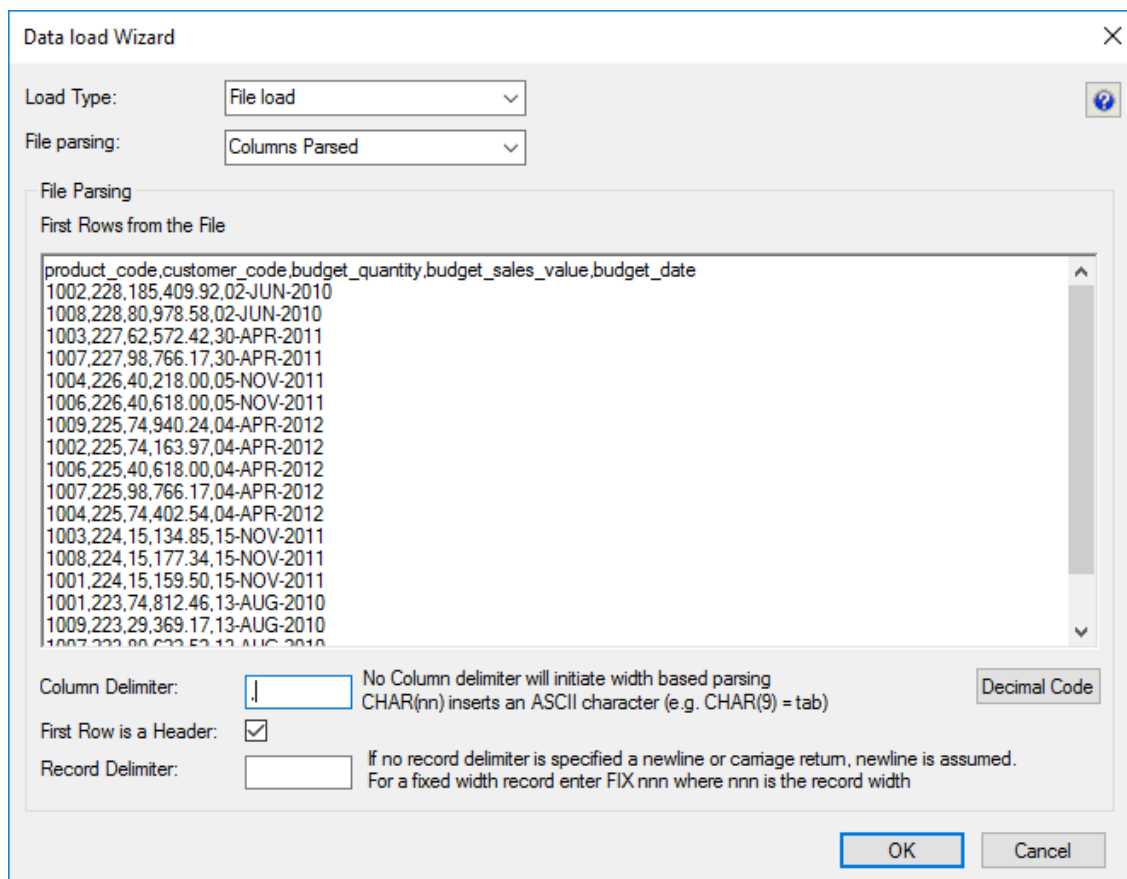 Data load Wizard
Load Type: File load
File parsing: Columns Parsed
File Parsing
First Rows from the File
product_code,customer_code,budget_quantity,budget_sales_value,budget_date
1002,228,185,409.92,02-JUN-2010
1008,228,80,978.58,02-JUN-2010
1003,227,62,572.42,30-APR-2011
1007,227,98,766.17,30-APR-2011
1004,226,40,218.00,05-NOV-2011
1006,226,40,618.00,05-NOV-2011
1009,225,74,940.24,04-APR-2012
1002,225,74,163.97,04-APR-2012
1006,225,40,618.00,04-APR-2012
1007,225,98,766.17,04-APR-2012
1004,225,74,402.54,04-APR-2012
1003,224,15,134.85,15-NOV-2011
1008,224,15,177.34,15-NOV-2011
1001,224,15,159.50,15-NOV-2011
1001,223,74,812.46,13-AUG-2010
1009,223,29,369.17,13-AUG-2010
Column Delimiter: , No Column delimiter will initiate width based parsing
CHAR(nn) inserts an ASCII character (e.g. CHAR(9) = tab)
Decimal Code
First Row is a Header:
Record Delimiter: If no record delimiter is specified a newline or carriage return, newline is assumed.
For a fixed width record enter FIX nnn where nnn is the record width
OK Cancel